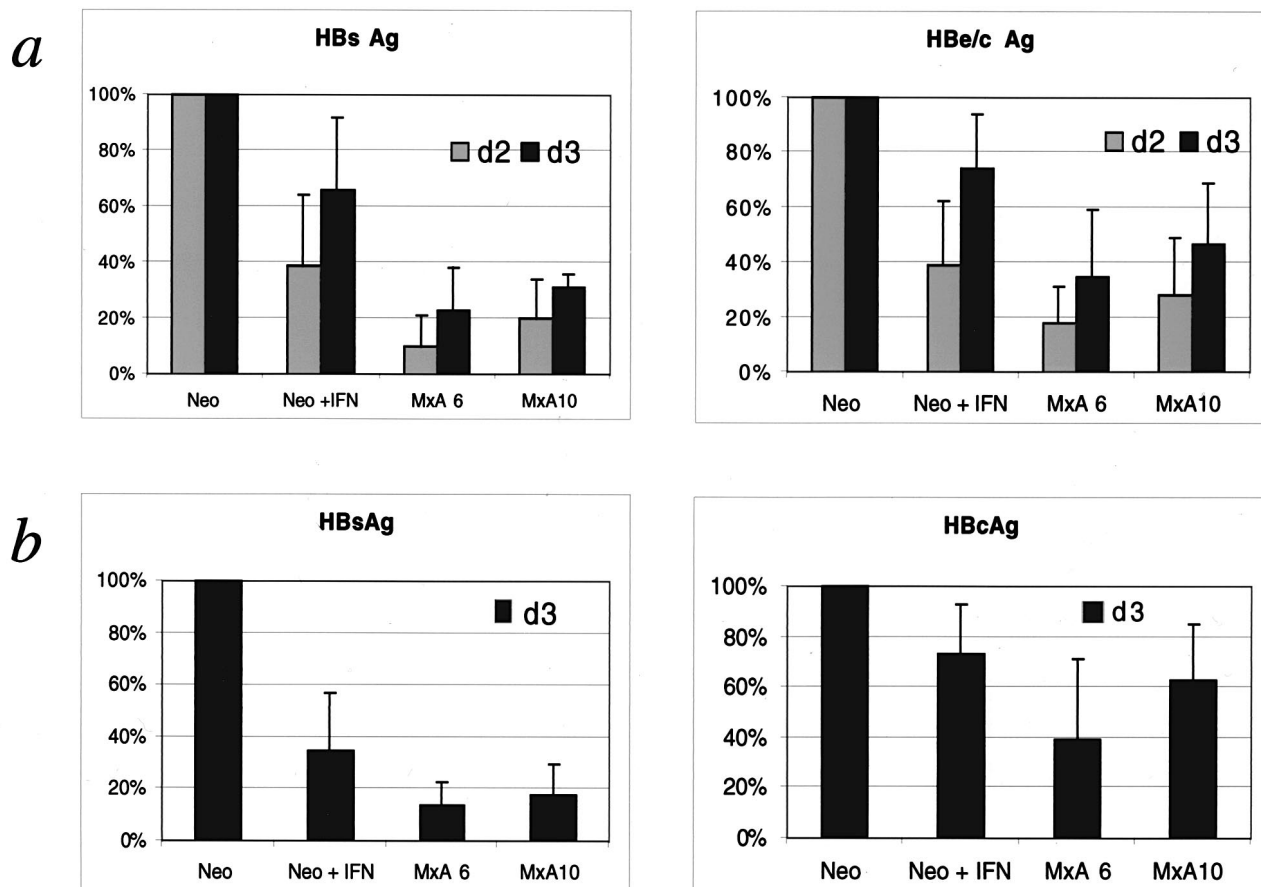 a
HBs Ag
100%
80%
60%
40%
20%
0%
d2 d3
Neo Neo +IFN MxA 6 MxA10
HBe/c Ag
100%
80%
60%
40%
20%
0%
d2 d3
Neo Neo + IFN MxA 6 MxA10
b
HBsAg
100%
80%
60%
40%
20%
0%
d3
Neo Neo + IFN MxA 6 MxA10
HBcAg
100%
80%
60%
40%
20%
0%
d3
Neo Neo + IFN MxA 6 MxA10